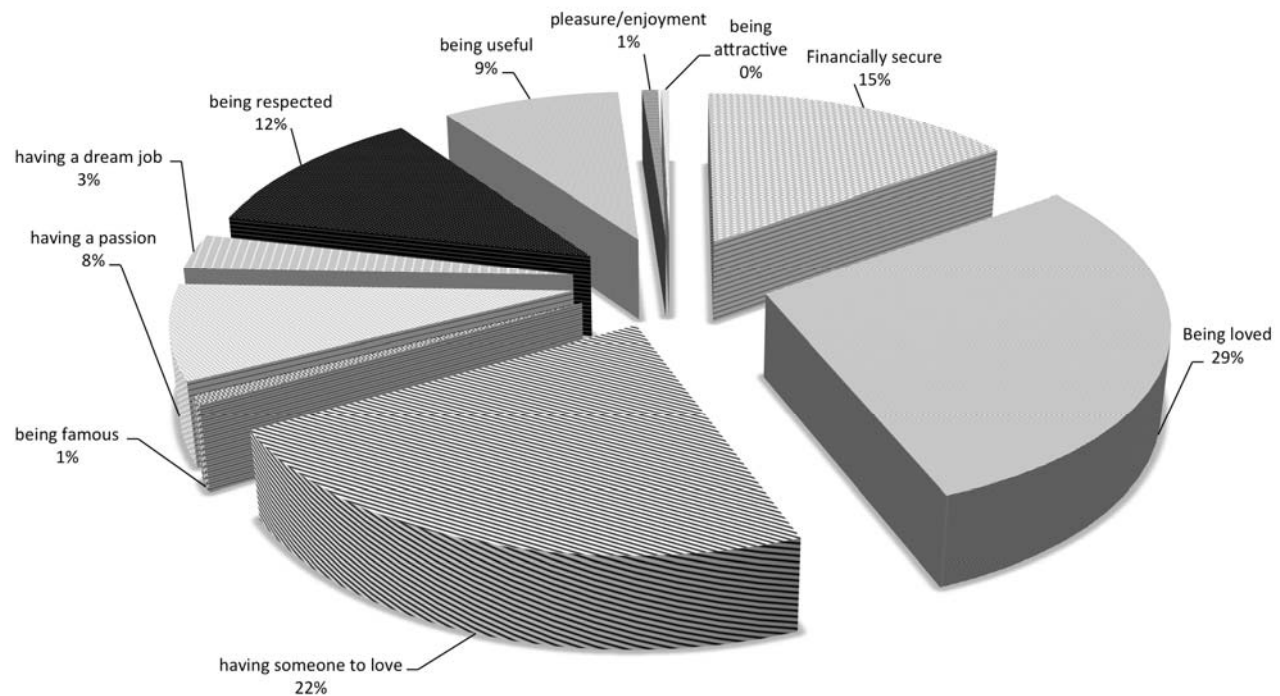 pleasure/enjoyment
1%
being
attractive
0%
Financially secure
15%
being useful
9%
being respected
12%
having a dream job
3%
having a passion
8%
Being loved
29%
being famous
1%
having someone to love
22%